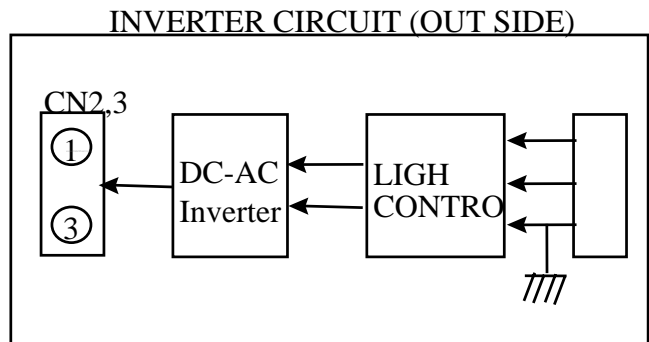 INVERTER CIRCUIT (OUT SIDE)
CN2,3
1
3
DC-AC
Inverter
LIGH
CONTRO